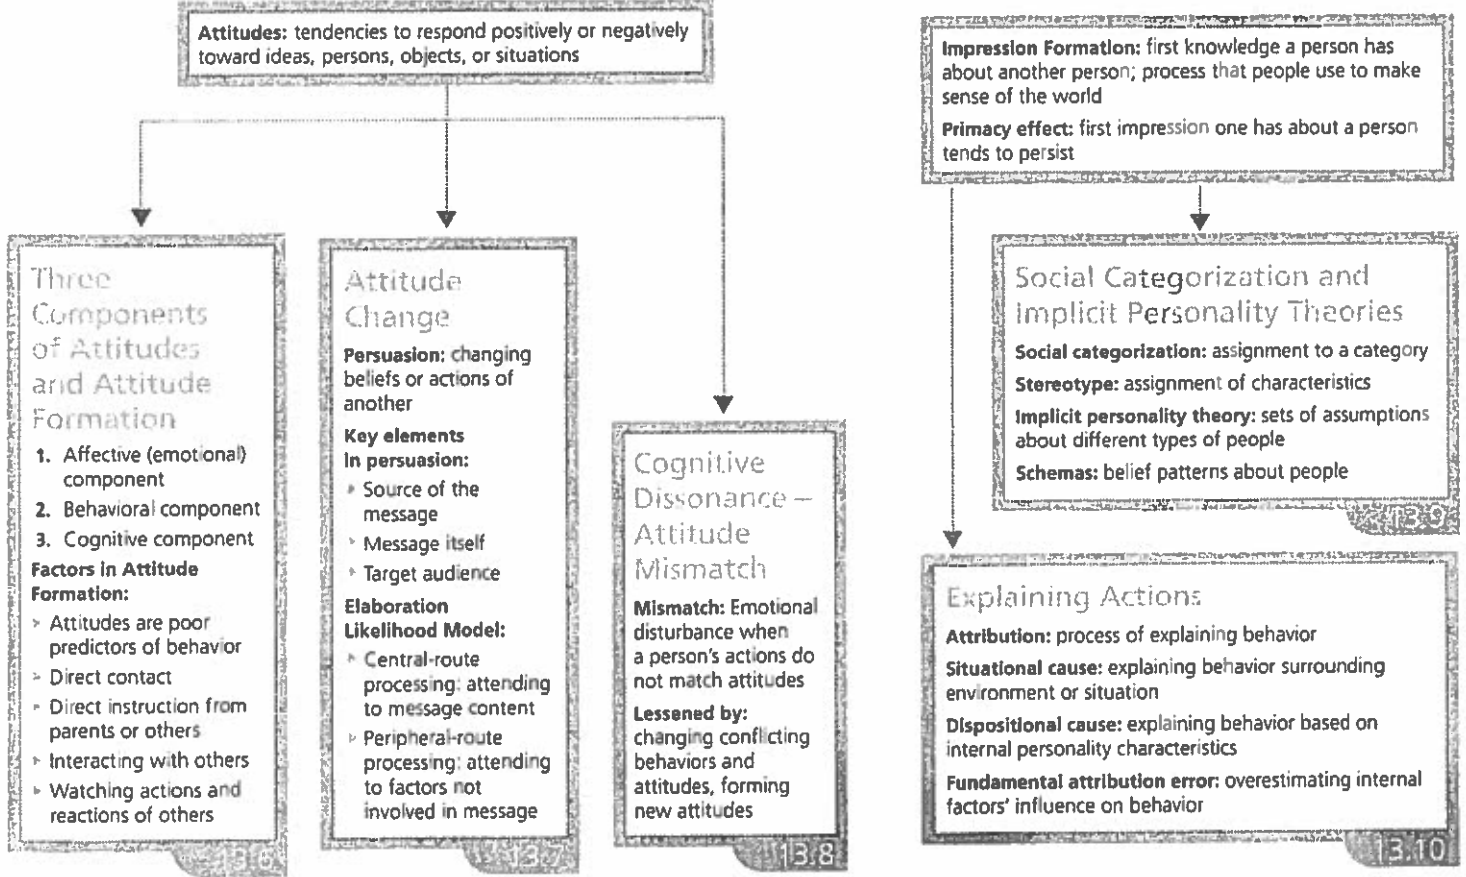 Attitudes: tendencies to respond positively or negatively
toward ideas, persons, objects, or situations
Three
Components
of Attitudes
and Attitude
Formation
1. Affective (emotional)
component
2. Behavioral component
3. Cognitive component
Factors in Attitude
Formation:
Attitudes are poor
predictors of behavior
Direct contact
Direct instruction from
parents or others
Interacting with others
Watching actions and
reactions of others
13.6
Attitude
Change
Persuasion: changing
beliefs or actions of
another
Key elements
in persuasion:
Source of the
message
Message itself
Target audience
Elaboration
Likelihood Model:
Central-route
processing: attending
to message content
Peripheral-route
processing: attending
to factors not
involved in message
13.7
Cognitive
Dissonance –
Attitude
Mismatch
Mismatch: Emotional
disturbance when
a person's actions do
not match attitudes
Lessened by:
changing conflicting
behaviors and
attitudes, forming
new attitudes
13.8
Impression Formation: first knowledge a person has
about another person; process that people use to make
sense of the world
Primacy effect: first impression one has about a person
tends to persist
Social Categorization and
Implicit Personality Theories
Social categorization: assignment to a category
Stereotype: assignment of characteristics
Implicit personality theory: sets of assumptions
about different types of people
Schemas: belief patterns about people
13.9
Explaining Actions
Attribution: process of explaining behavior
Situational cause: explaining behavior surrounding
environment or situation
Dispositional cause: explaining behavior based on
internal personality characteristics
Fundamental attribution error: overestimating internal
factors' influence on behavior
13.10